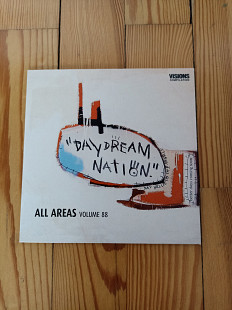 VISIONS
"DAYDREAM
NATION."
ALL AREAS VOLUME 88